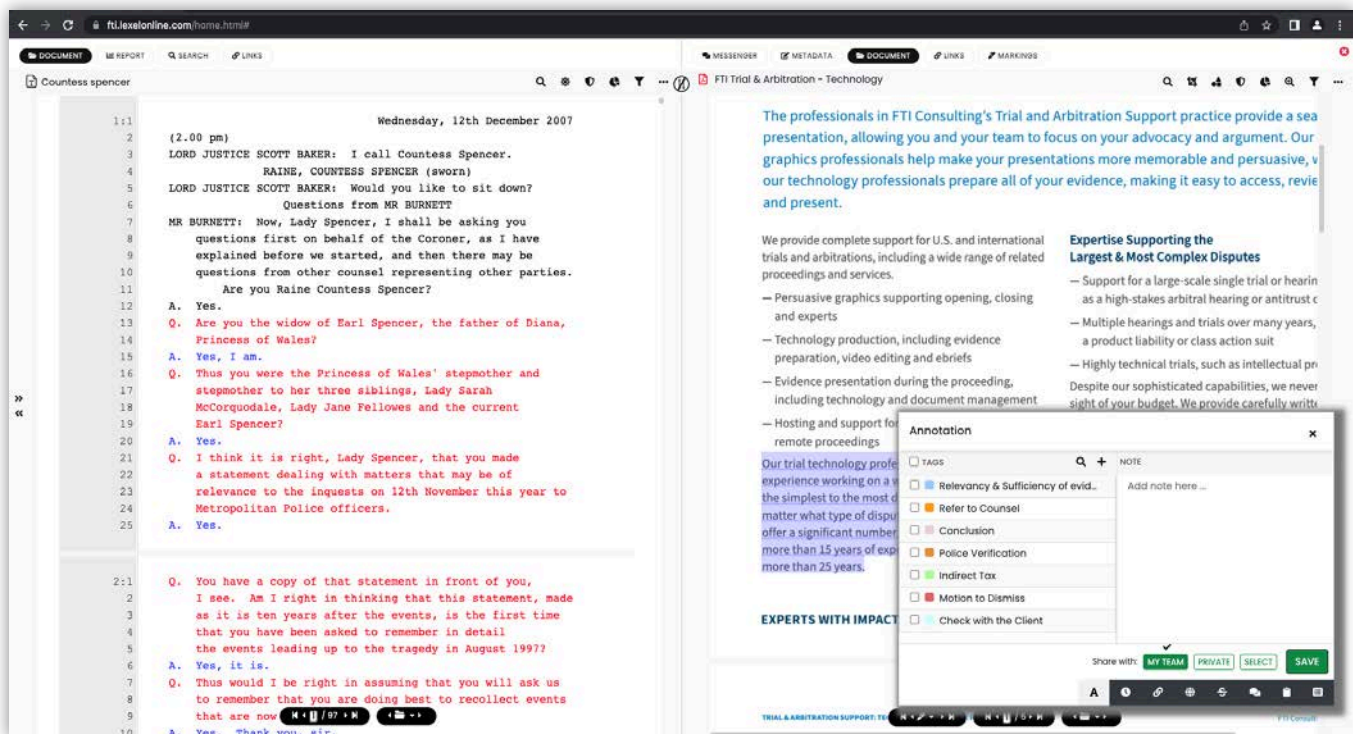 fti.lexelonline.com/home.html#
DOCUMENT REPORT SEARCH LINKS
Countess spencer
1:1 Wednesday, 12th December 2007
2 (2.00 pm)
3 LORD JUSTICE SCOTT BAKER: I call Countess Spencer.
4 RAINE, COUNTESS SPENCER (sworn)
5 LORD JUSTICE SCOTT BAKER: Would you like to sit down?
6 Questions from MR BURNETT
7 MR BURNETT: Now, Lady Spencer, I shall be asking you
8 questions first on behalf of the Coroner, as I have
9 explained before we started, and then there may be
10 questions from other counsel representing other parties.
11 Are you Raine Countess Spencer?
12 A. Yes.
13 Q. Are you the widow of Earl Spencer, the father of Diana,
14 Princess of Wales?
15 A. Yes, I am.
16 Q. Thus you were the Princess of Wales' stepmother and
17 stepmother to her three siblings, Lady Sarah
18 McCorquodale, Lady Jane Fellowes and the current
19 Earl Spencer?
20 A. Yes.
21 Q. I think it is right, Lady Spencer, that you made
22 a statement dealing with matters that may be of
23 relevance to the inquests on 12th November this year to
24 Metropolitan Police officers.
25 A. Yes.
2:1 Q. You have a copy of that statement in front of you,
2 I see. Am I right in thinking that this statement, made
3 as it is ten years after the events, is the first time
4 that you have been asked to remember in detail
5 the events leading up to the tragedy in August 1997?
6 A. Yes, it is.
7 Q. Thus would I be right in assuming that you will ask us
8 to remember that you are doing best to recollect events
9 that are now
10 A. Yes. Thank you, sir.
1 / 97
MESSENGER METADATA DOCUMENT LINKS MARKINGS
FTI Trial & Arbitration - Technology
The professionals in FTI Consulting's Trial and Arbitration Support practice provide a sea
presentation, allowing you and your team to focus on your advocacy and argument. Our
graphics professionals help make your presentations more memorable and persuasive, w
our technology professionals prepare all of your evidence, making it easy to access, revie
and present.
We provide complete support for U.S. and international
trials and arbitrations, including a wide range of related
proceedings and services.
— Persuasive graphics supporting opening, closing
and experts
— Technology production, including evidence
preparation, video editing and ebriefs
— Evidence presentation during the proceeding,
including technology and document management
— Hosting and support for
remote proceedings
Our trial technology profe
experience working on a w
the simplest to the most d
matter what type of dispu
offer a significant number
more than 15 years of exp
more than 25 years.
EXPERTS WITH IMPACT
Expertise Supporting the
Largest & Most Complex Disputes
— Support for a large-scale single trial or hearin
as a high-stakes arbitral hearing or antitrust c
— Multiple hearings and trials over many years,
a product liability or class action suit
— Highly technical trials, such as intellectual pr
Despite our sophisticated capabilities, we never
sight of your budget. We provide carefully writte
Annotation
TAGS NOTE
Relevancy & Sufficiency of evid.. Add note here ...
Refer to Counsel
Conclusion
Police Verification
Indirect Tax
Motion to Dismiss
Check with the Client
Share with: MY TEAM PRIVATE SELECT SAVE
A
TRIAL & ARBITRATION SUPPORT: TE
FTI Consult